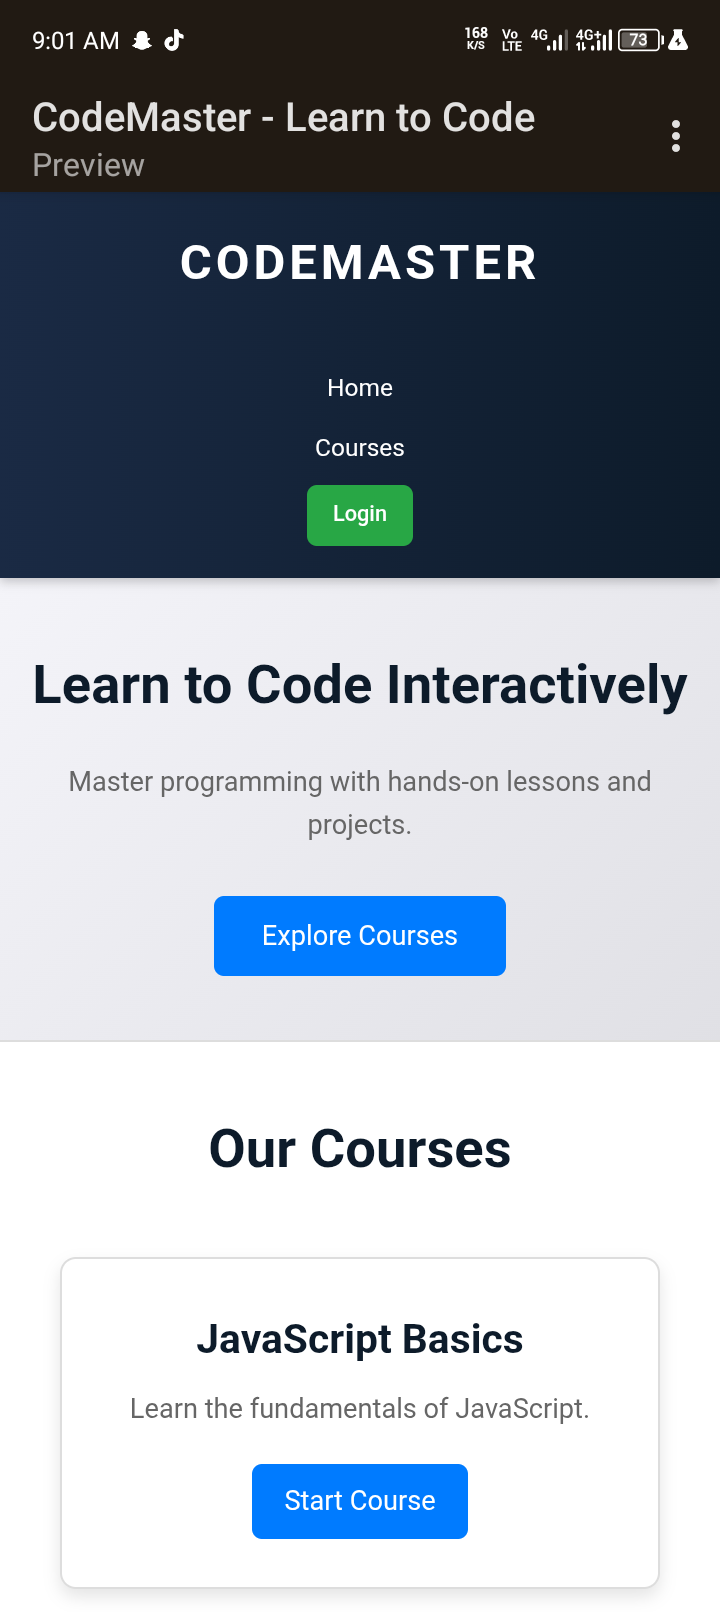 9:01 AM
168
K/S
Vo
LTE
4G
4G+
73
CodeMaster - Learn to Code
Preview
CODEMASTER
Home
Courses
Login
Learn to Code Interactively
Master programming with hands-on lessons and
projects.
Explore Courses
Our Courses
JavaScript Basics
Learn the fundamentals of JavaScript.
Start Course